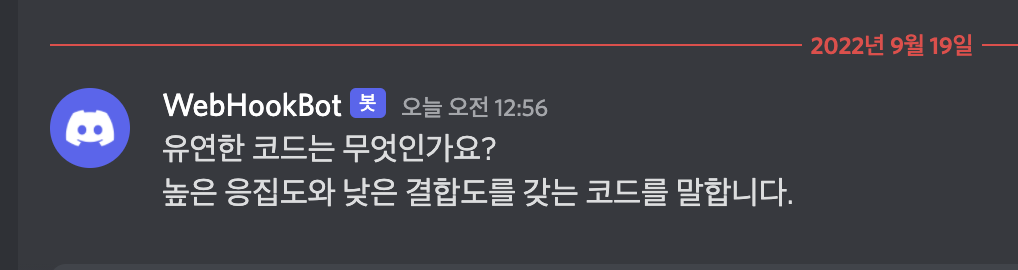 2022년 9월 19일
WebHookBot 봇 오늘 오전 12:56
유연한 코드는 무엇인가요?
높은 응집도와 낮은 결합도를 갖는 코드를 말합니다.